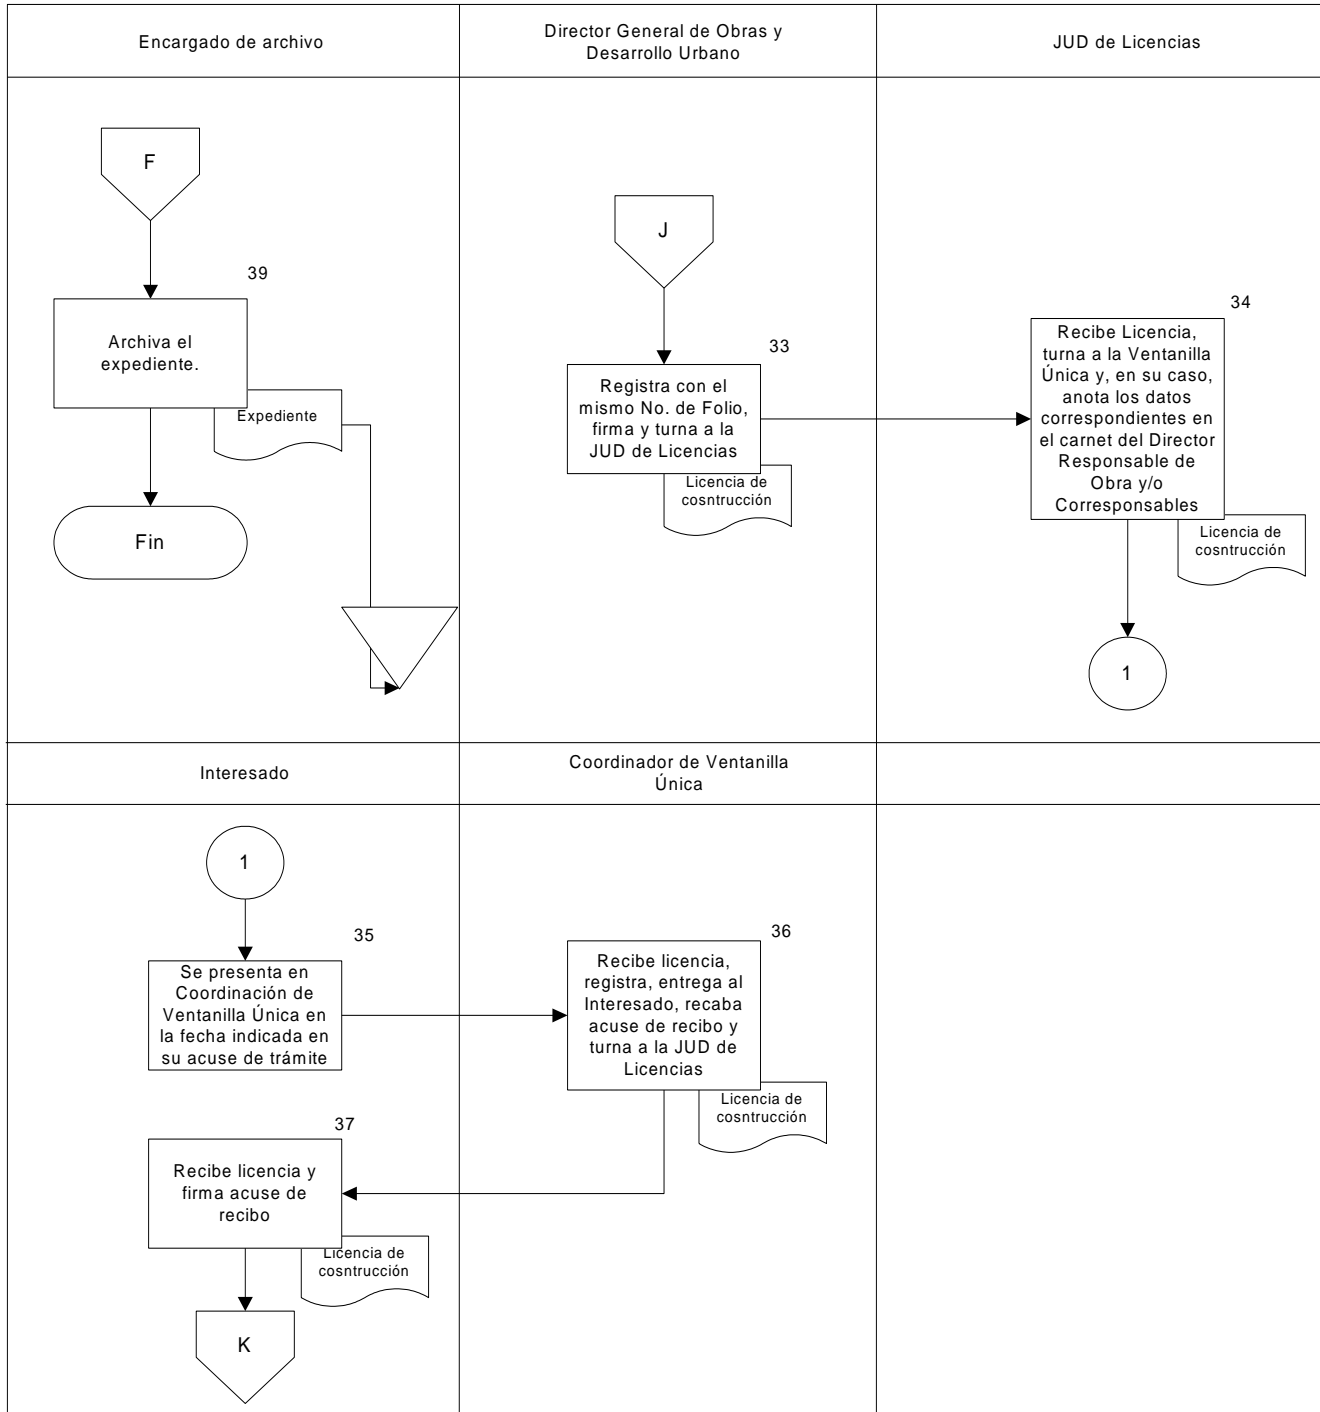 Encargado de archivo
Director General de Obras y
Desarrollo Urbano
JUD de Licencias
F
39
Archiva el
expediente.
Expediente
Fin
J
33
Registra con el
mismo No. de Folio,
firma y turna a la
JUD de Licencias
Licencia de
cosntrucción
34
Recibe Licencia,
turna a la Ventanilla
Única y, en su caso,
anota los datos
correspondientes en
el carnet del Director
Responsable de
Obra y/o
Corresponsables
Licencia de
cosntrucción
1
Interesado
Coordinador de Ventanilla
Única
1
35
Se presenta en
Coordinación de
Ventanilla Única en
la fecha indicada en
su acuse de trámite
36
Recibe licencia,
registra, entrega al
Interesado, recaba
acuse de recibo y
turna a la JUD de
Licencias
Licencia de
cosntrucción
37
Recibe licencia y
firma acuse de
recibo
Licencia de
cosntrucción
K